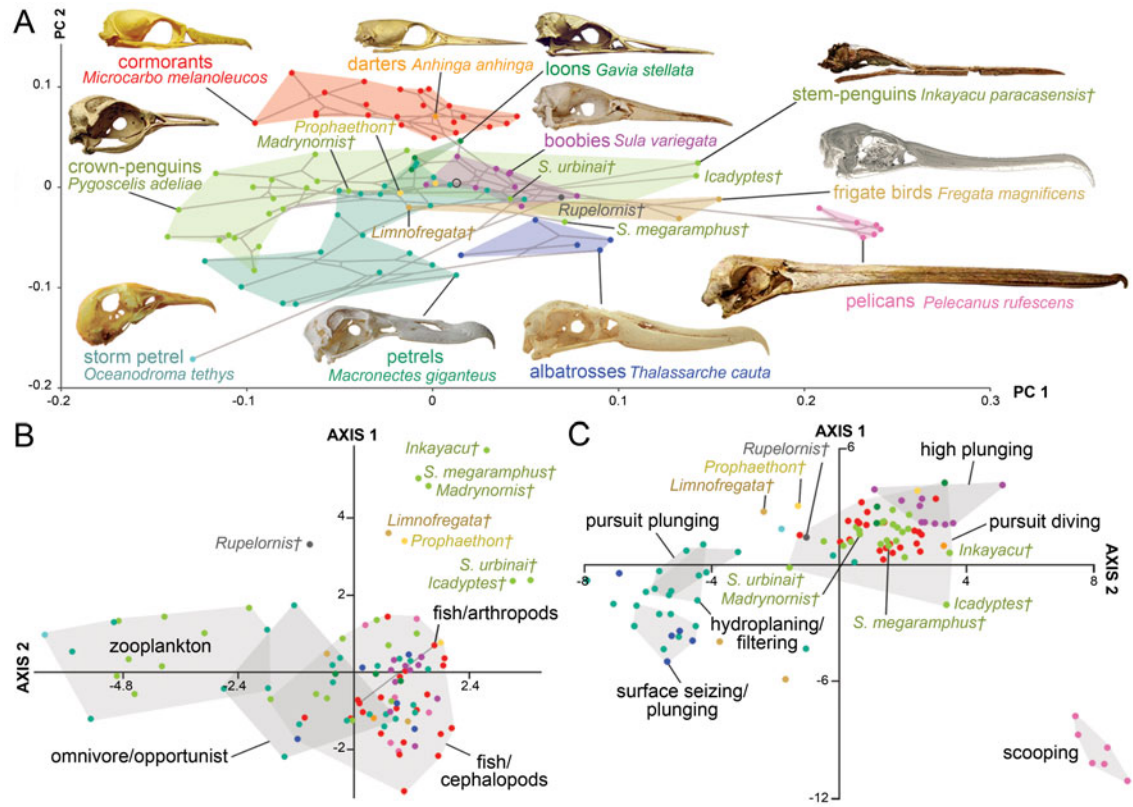 A
PC 2
0.1
0
-0.1
-0.2
-0.2
-0.1
0
0.1
0.2
0.3
PC 1
cormorants
Microcarbo melanoleucos
darters Anhinga anhinga
loons Gavia stellata
stem-penguins Inkayacu paracasensis†
Prophaethon†
Madrynornis†
boobies Sula variegata
crown-penguins
Pygoscelis adeliae
S. urbinai†
Icadyptes†
frigate birds Fregata magnificens
Rupelornis†
Limnofregata†
S. megaramphus†
pelicans Pelecanus rufescens
storm petrel
Oceanodroma tethys
petrels
Macronectes giganteus
albatrosses Thalassarche cauta
B
AXIS 1
Inkayacu†
S. megaramphus†
Madrynornis†
4
Limnofregata†
Rupelornis†
Prophaethon†
S. urbinai†
Icadyptes†
2
fish/arthropods
zooplankton
AXIS 2
-4.8
-2.4
2.4
omnivore/opportunist
-2
fish/
cephalopods
C
AXIS 1
Rupelornis†
6
high plunging
Prophaethon†
Limnofregata†
pursuit plunging
pursuit diving
Inkayacu†
AXIS 2
-8
-4
4
8
S. urbinai†
Madrynornis†
Icadyptes†
S. megaramphus†
hydroplaning/
filtering
-6
surface seizing/
plunging
scooping
-12